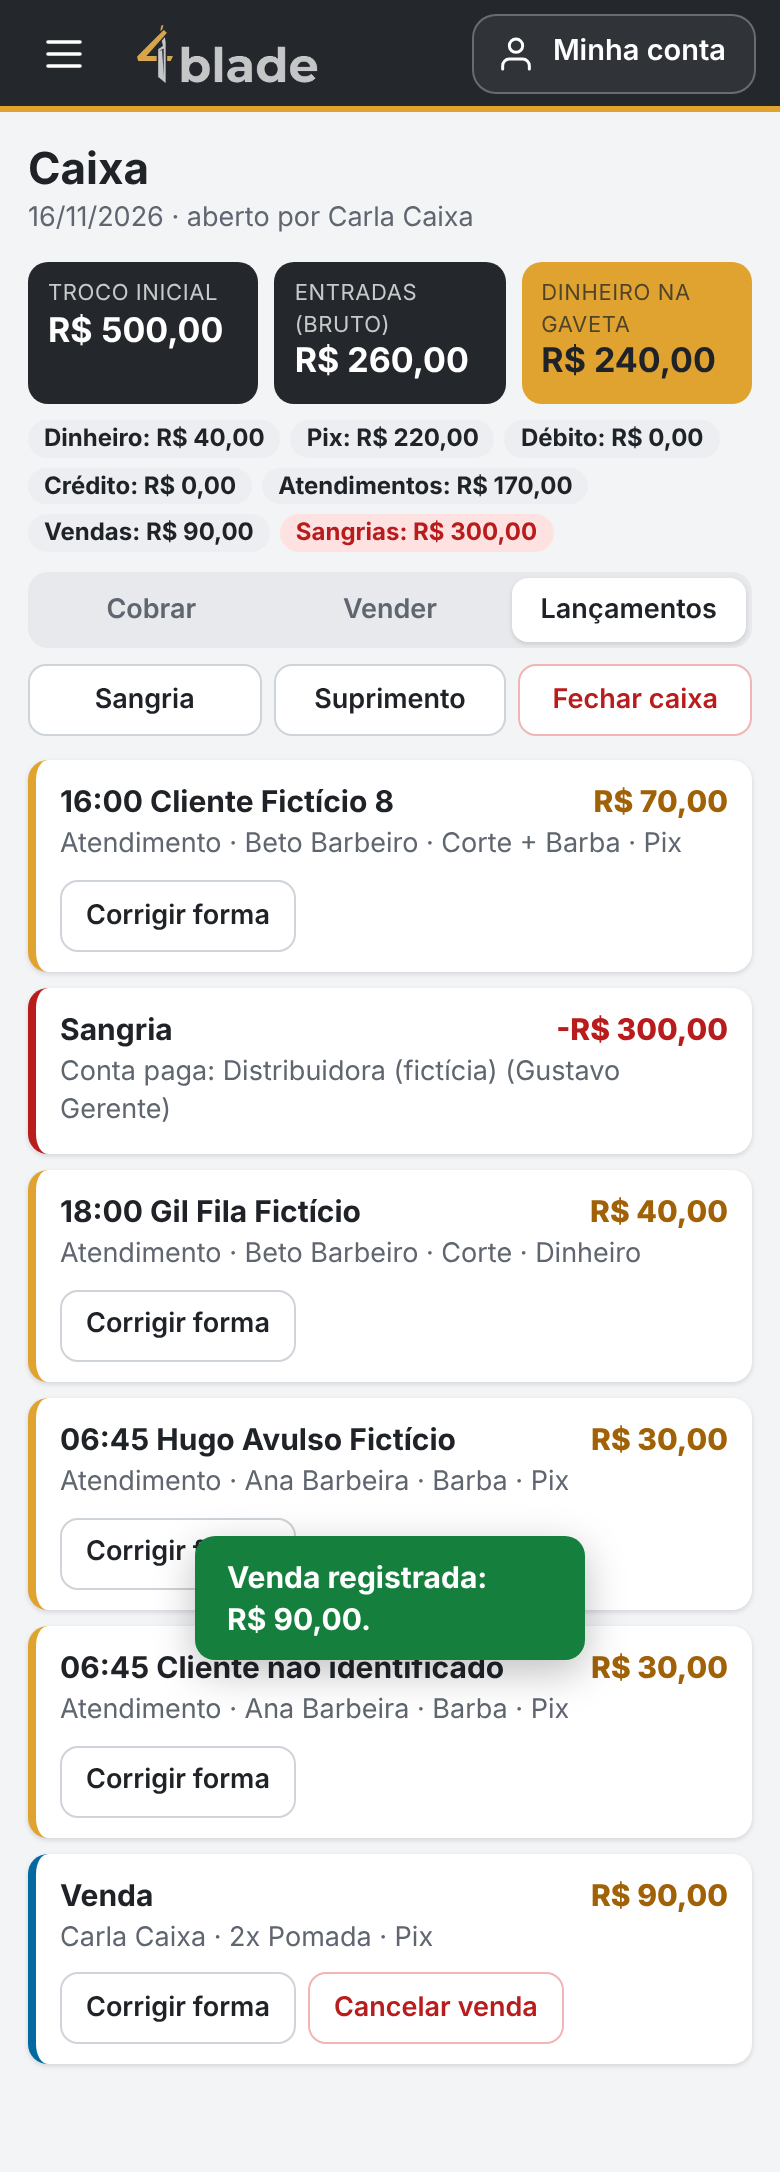 4blade
Minha conta
Caixa
16/11/2026 · aberto por Carla Caixa
TROCO INICIAL
R$ 500,00
ENTRADAS
(BRUTO)
R$ 260,00
DINHEIRO NA
GAVETA
R$ 240,00
Dinheiro: R$ 40,00
Pix: R$ 220,00
Débito: R$ 0,00
Crédito: R$ 0,00
Atendimentos: R$ 170,00
Vendas: R$ 90,00
Sangrias: R$ 300,00
Cobrar
Vender
Lançamentos
Sangria
Suprimento
Fechar caixa
16:00 Cliente Fictício 8
R$ 70,00
Atendimento · Beto Barbeiro · Corte + Barba · Pix
Corrigir forma
Sangria
-R$ 300,00
Conta paga: Distribuidora (fictícia) (Gustavo
Gerente)
18:00 Gil Fila Fictício
R$ 40,00
Atendimento · Beto Barbeiro · Corte · Dinheiro
Corrigir forma
06:45 Hugo Avulso Fictício
R$ 30,00
Atendimento · Ana Barbeira · Barba · Pix
Corrigir
Venda registrada:
R$ 90,00.
06:45 Cliente não identificado
R$ 30,00
Atendimento · Ana Barbeira · Barba · Pix
Corrigir forma
Venda
R$ 90,00
Carla Caixa · 2x Pomada · Pix
Corrigir forma
Cancelar venda